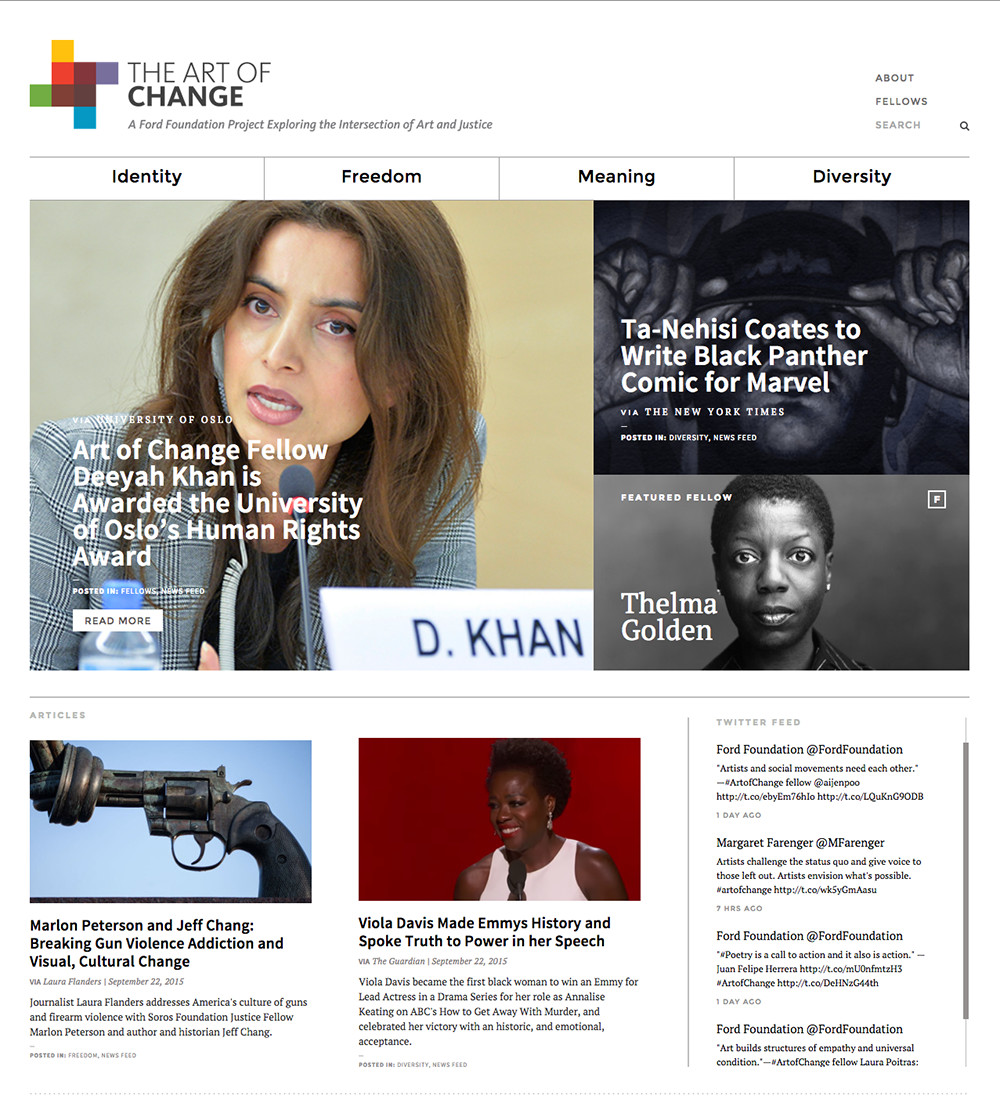 THE ART OF
CHANGE
A Ford Foundation Project Exploring the Intersection of Art and Justice
ABOUT
FELLOWS
SEARCH
Identity
Freedom
Meaning
Diversity
VIA UNIVERSITY OF OSLO
Art of Change Fellow
Deeyah Khan is
Awarded the University
of Oslo’s Human Rights
Award
POSTED IN: FELLOWS, NEWS FEED
READ MORE
D. KHAN
Ta-Nehisi Coates to
Write Black Panther
Comic for Marvel
VIA THE NEW YORK TIMES
—
POSTED IN: DIVERSITY, NEWS FEED
FEATURED FELLOW
F
Thelma
Golden
ARTICLES
Marlon Peterson and Jeff Chang:
Breaking Gun Violence Addiction and
Visual, Cultural Change
VIA Laura Flanders | September 22, 2015
Journalist Laura Flanders addresses America's culture of guns
and firearm violence with Soros Foundation Justice Fellow
Marlon Peterson and author and historian Jeff Chang.
—
POSTED IN: FREEDOM, NEWS FEED
Viola Davis Made Emmys History and
Spoke Truth to Power in her Speech
VIA The Guardian | September 22, 2015
Viola Davis became the first black woman to win an Emmy for
Lead Actress in a Drama Series for her role as Annalise
Keating on ABC's How to Get Away With Murder, and
celebrated her victory with an historic, and emotional,
acceptance.
—
POSTED IN: DIVERSITY, NEWS FEED
TWITTER FEED
Ford Foundation @FordFoundation
"Artists and social movements need each other."
—#ArtofChange fellow @aijenpoo
http://t.co/ebyEm76hIo http://t.co/LQuKnG9ODB
1 DAY AGO
Margaret Farenger @MFarenger
Artists challenge the status quo and give voice to
those left out. Artists envision what's possible.
#artofchange http://t.co/wk5yGmAasu
7 HRS AGO
Ford Foundation @FordFoundation
"#Poetry is a call to action and it also is action." —
Juan Felipe Herrera http://t.co/mU0nfmtzH3
#ArtofChange http://t.co/DeHNzG44th
1 DAY AGO
Ford Foundation @FordFoundation
"Art builds structures of empathy and universal
condition."—#ArtofChange fellow Laura Poitras: